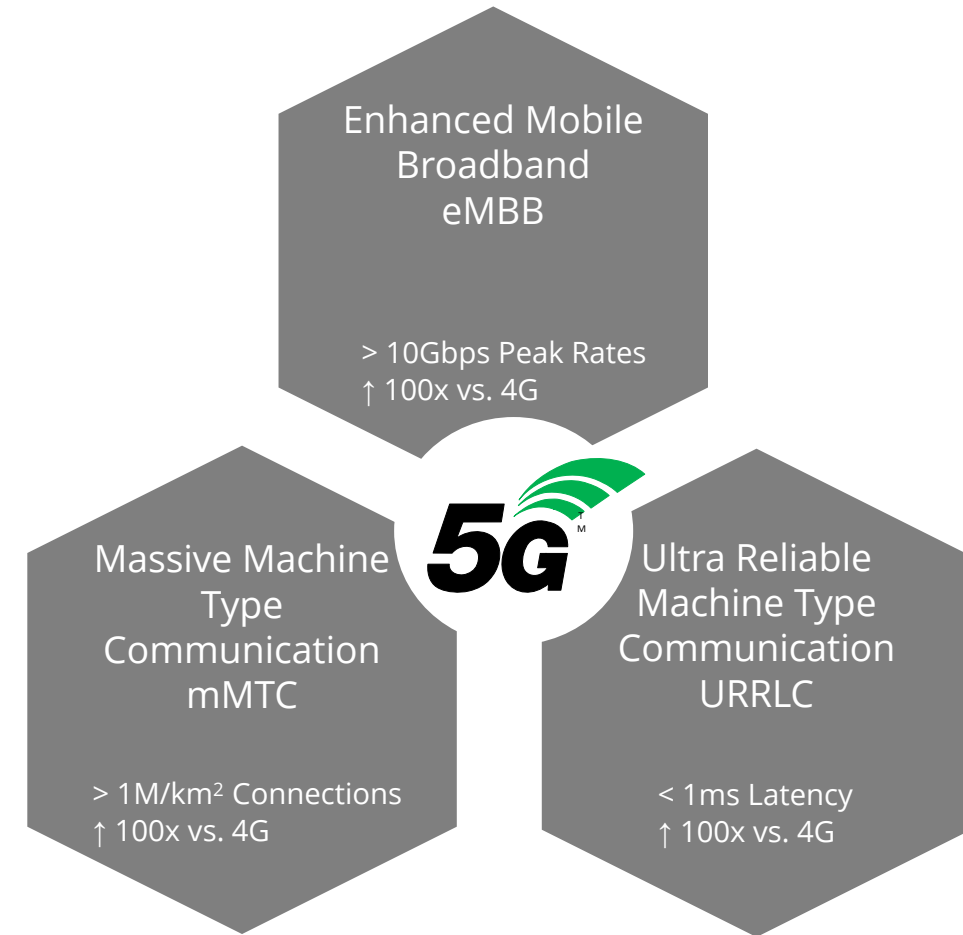 Enhanced Mobile
Broadband
eMBB
> 10Gbps Peak Rates
↑ 100x vs. 4G
5G
TM
Massive Machine
Type
Communication
mMTC
> 1M/km² Connections
↑ 100x vs. 4G
Ultra Reliable
Machine Type
Communication
URRLC
< 1ms Latency
↑ 100x vs. 4G